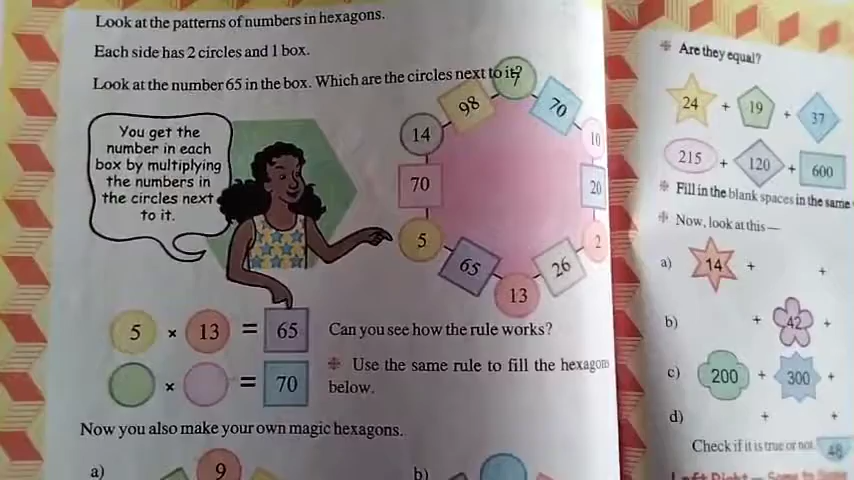 Look at the patterns of numbers in hexagons.
Each side has 2 circles and 1 box.
Look at the number 65 in the box. Which are the circles next to it?
You get the
number in each
box by multiplying
the numbers in
the circles next
to it.
7
98
70
14
10
70
20
5
2
65
26
13
5 × 13 = 65
Can you see how the rule works?
× = 70
Use the same rule to fill the hexagons
below.
Now you also make your own magic hexagons.
a) 9
b)
Are they equal?
24 + 19 + 37
215 + 120 + 600
Fill in the blank spaces in the same
Now, look at this—
a) 14 + +
b) + 42 +
c) 200 + 300 +
d) + +
Check if it is true or not.
48
Left Right —